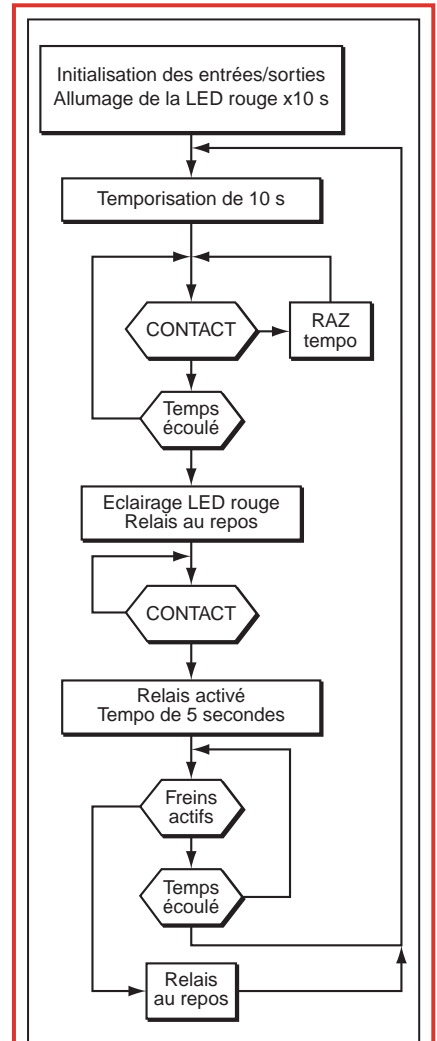 Initialisation des entrées/sorties
Allumage de la LED rouge x10 s
Temporisation de 10 s
CONTACT
RAZ
tempo
Temps
écoulé
Eclairage LED rouge
Relais au repos
CONTACT
Relais activé
Tempo de 5 secondes
Freins
actifs
Temps
écoulé
Relais
au repos